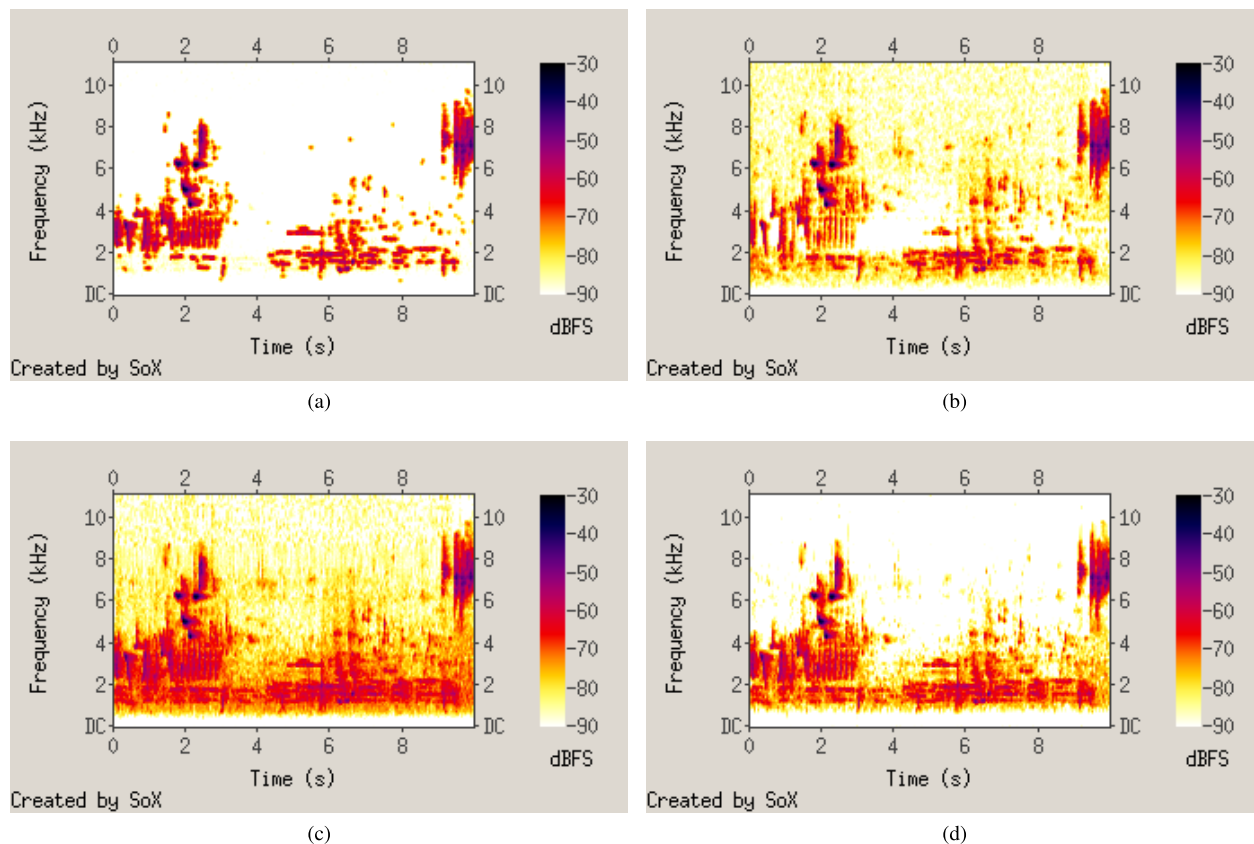 0 2 4 6 8
10 8 6 4 2 DC
Frequency (kHz)
10 8 6 4 2 DC
0 2 4 6 8
Time (s)
-30 -40 -50 -60 -70 -80 -90
dBFS
Created by SoX
(a)
0 2 4 6 8
10 8 6 4 2 DC
Frequency (kHz)
10 8 6 4 2 DC
0 2 4 6 8
Time (s)
-30 -40 -50 -60 -70 -80 -90
dBFS
Created by SoX
(b)
0 2 4 6 8
10 8 6 4 2 DC
Frequency (kHz)
10 8 6 4 2 DC
0 2 4 6 8
Time (s)
-30 -40 -50 -60 -70 -80 -90
dBFS
Created by SoX
(c)
0 2 4 6 8
10 8 6 4 2 DC
Frequency (kHz)
10 8 6 4 2 DC
0 2 4 6 8
Time (s)
-30 -40 -50 -60 -70 -80 -90
dBFS
Created by SoX
(d)